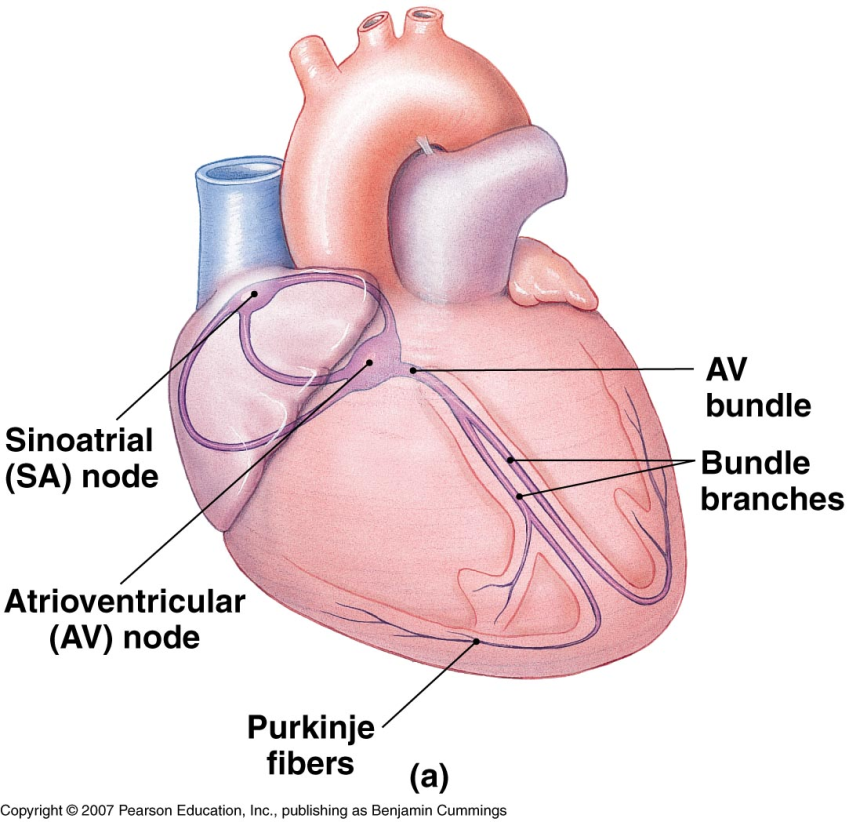 AV
bundle
Sinoatrial
(SA) node
Bundle
branches
Atrioventricular
(AV) node
Purkinje
fibers
(a)
Copyright © 2007 Pearson Education, Inc., publishing as Benjamin Cummings